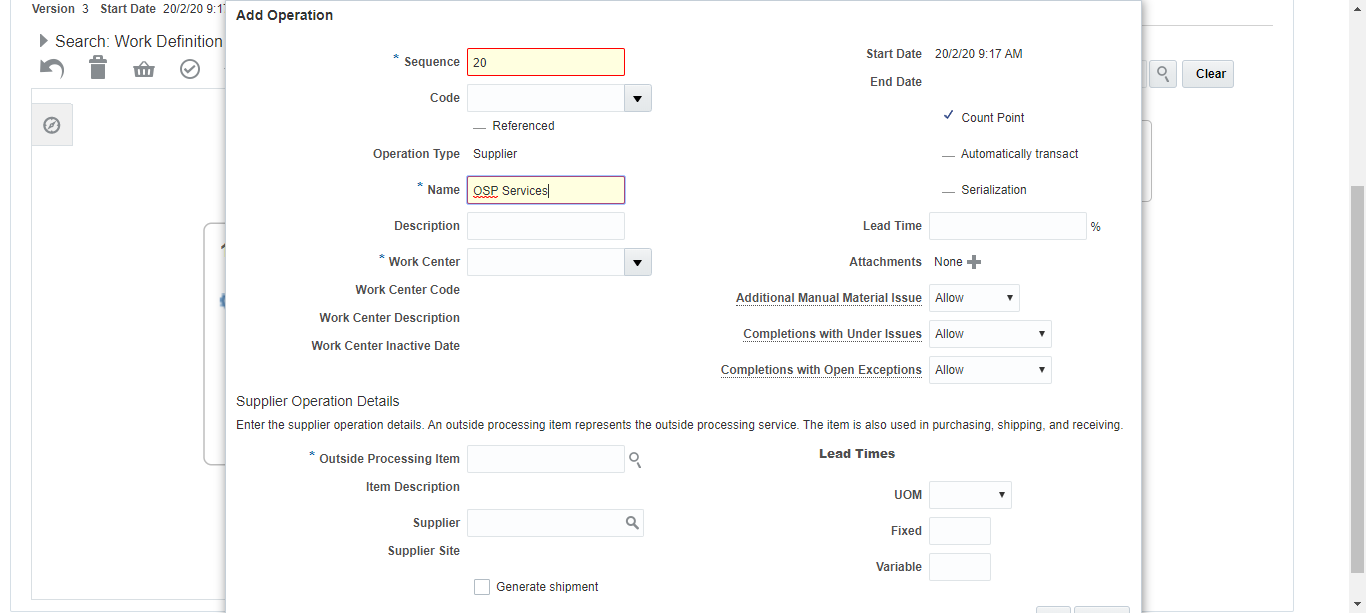 Version 3 Start Date 20/2/20 9:1
Search: Work Definition
Clear
Add Operation
* Sequence 20
Code
Referenced
Operation Type Supplier
* Name OSP Services
Description
* Work Center
Work Center Code
Work Center Description
Work Center Inactive Date
Start Date 20/2/20 9:17 AM
End Date
Count Point
Automatically transact
Serialization
Lead Time %
Attachments None
Additional Manual Material Issue Allow
Completions with Under Issues Allow
Completions with Open Exceptions Allow
Supplier Operation Details
Enter the supplier operation details. An outside processing item represents the outside processing service. The item is also used in purchasing, shipping, and receiving.
* Outside Processing Item
Item Description
Supplier
Supplier Site
Generate shipment
Lead Times
UOM
Fixed
Variable